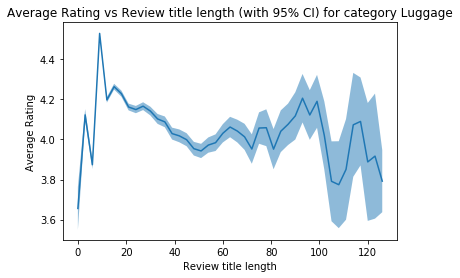 Average Rating vs Review title length (with 95% CI) for category Luggage
Average Rating
4.4
4.2
4.0
3.8
3.6
0 20 40 60 80 100 120
Review title length